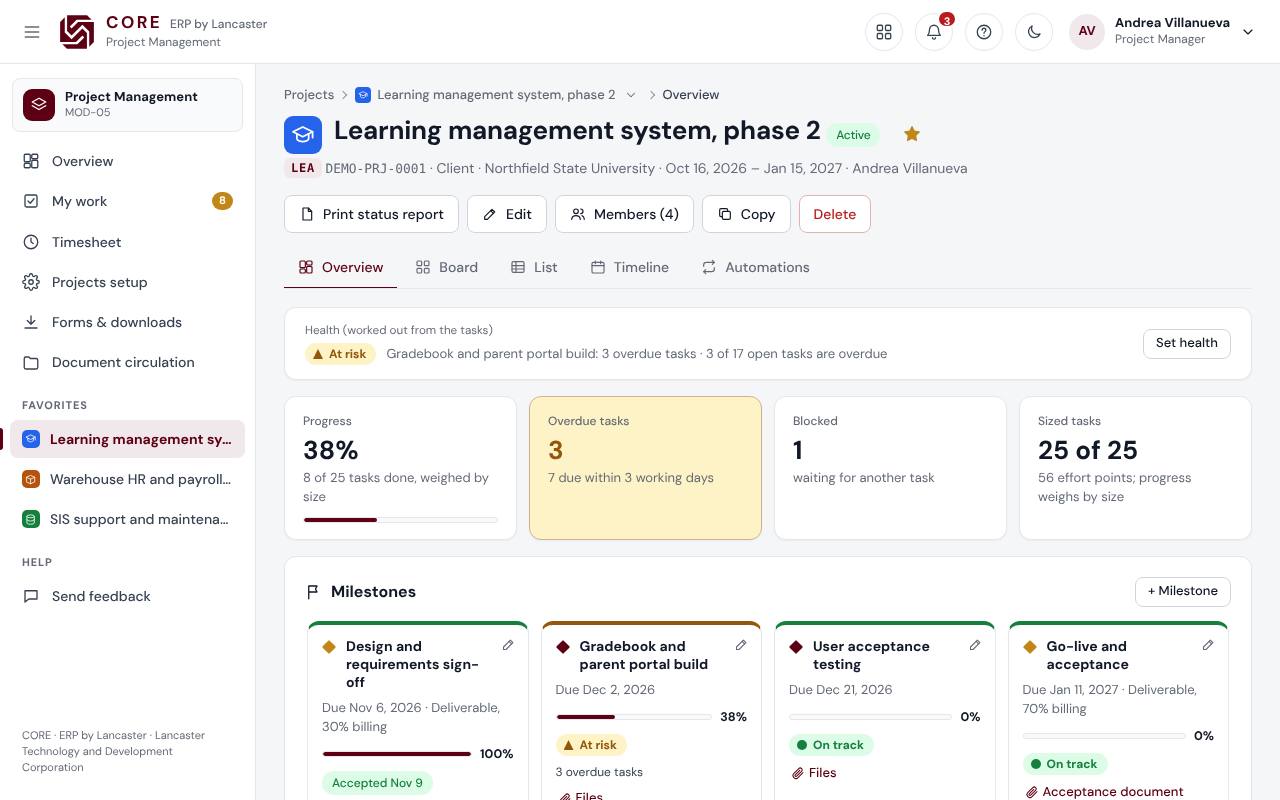 CORE ERP by Lancaster
Project Management
3
AV
Andrea Villanueva
Project Manager
Project Management
MOD-05
Overview
My work 8
Timesheet
Projects setup
Forms & downloads
Document circulation
FAVORITES
Learning management sy...
Warehouse HR and payroll...
SIS support and maintena...
HELP
Send feedback
CORE · ERP by Lancaster · Lancaster
Technology and Development
Corporation
Projects > Learning management system, phase 2 > Overview
Learning management system, phase 2 Active
LEA DEMO-PRJ-0001 · Client · Northfield State University · Oct 16, 2026 – Jan 15, 2027 · Andrea Villanueva
Print status report Edit Members (4) Copy Delete
Overview Board List Timeline Automations
Health (worked out from the tasks)
At risk Gradebook and parent portal build: 3 overdue tasks · 3 of 17 open tasks are overdue
Set health
Progress
38%
8 of 25 tasks done, weighed by
size
Overdue tasks
3
7 due within 3 working days
Blocked
1
waiting for another task
Sized tasks
25 of 25
56 effort points; progress
weighs by size
Milestones
+ Milestone
Design and
requirements sign-
off
Due Nov 6, 2026 · Deliverable,
30% billing
100%
Accepted Nov 9
Gradebook and
parent portal build
Due Dec 2, 2026
38%
At risk
3 overdue tasks
Files
User acceptance
testing
Due Dec 21, 2026
0%
On track
Files
Go-live and
acceptance
Due Jan 11, 2027 · Deliverable,
70% billing
0%
On track
Acceptance document